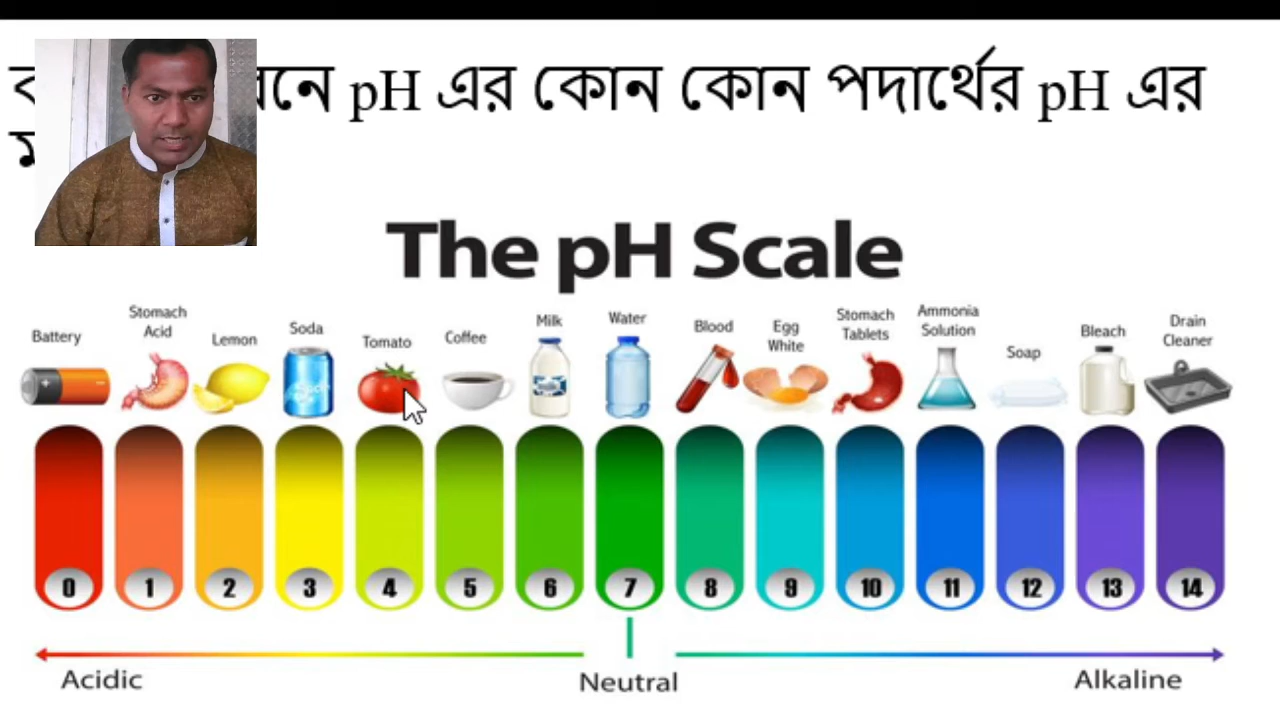 pH এর কোন কোন পদার্থের pH এর
The pH Scale
Battery
Stomach
Acid
Lemon
Soda
Tomato
Coffee
Milk
Water
Blood
Egg
White
Stomach
Tablets
Ammonia
Solution
Soap
Bleach
Drain
Cleaner
0 1 2 3 4 5 6 7 8 9 10 11 12 13 14
Acidic
Neutral
Alkaline